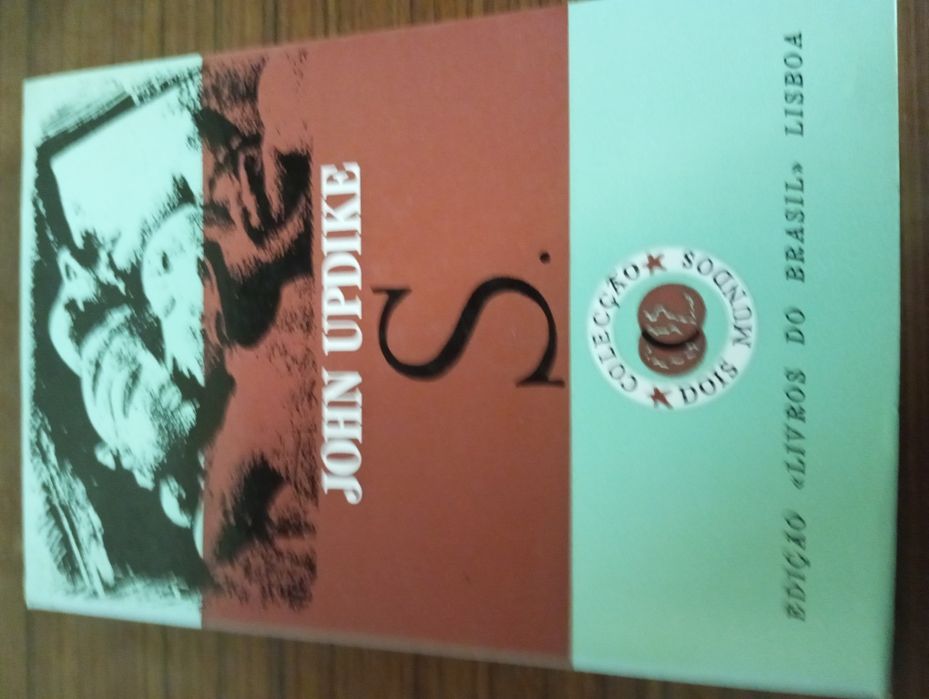 JOHN UPDIKE
S.
COLECÇÃO
DOIS MUNDOS
EDIÇÃO «LIVROS DO BRASIL» LISBOA